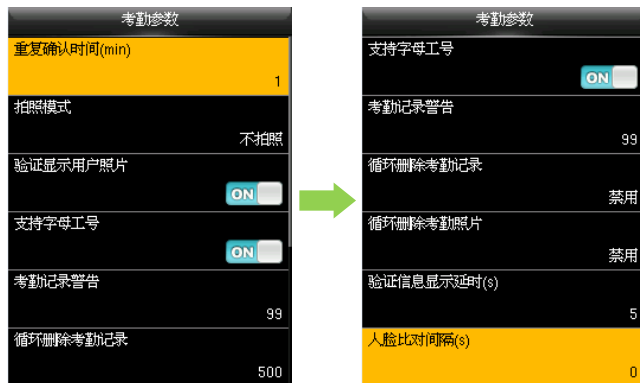 考勤参数
重复确认时间(min)
1
拍照模式
不拍照
验证显示用户照片
ON
支持字母工号
ON
考勤记录警告
99
循环删除考勤记录
500
考勤参数
支持字母工号
ON
考勤记录警告
99
循环删除考勤记录
禁用
循环删除考勤照片
禁用
验证信息显示延时(s)
5
人脸比对间隔(s)
0